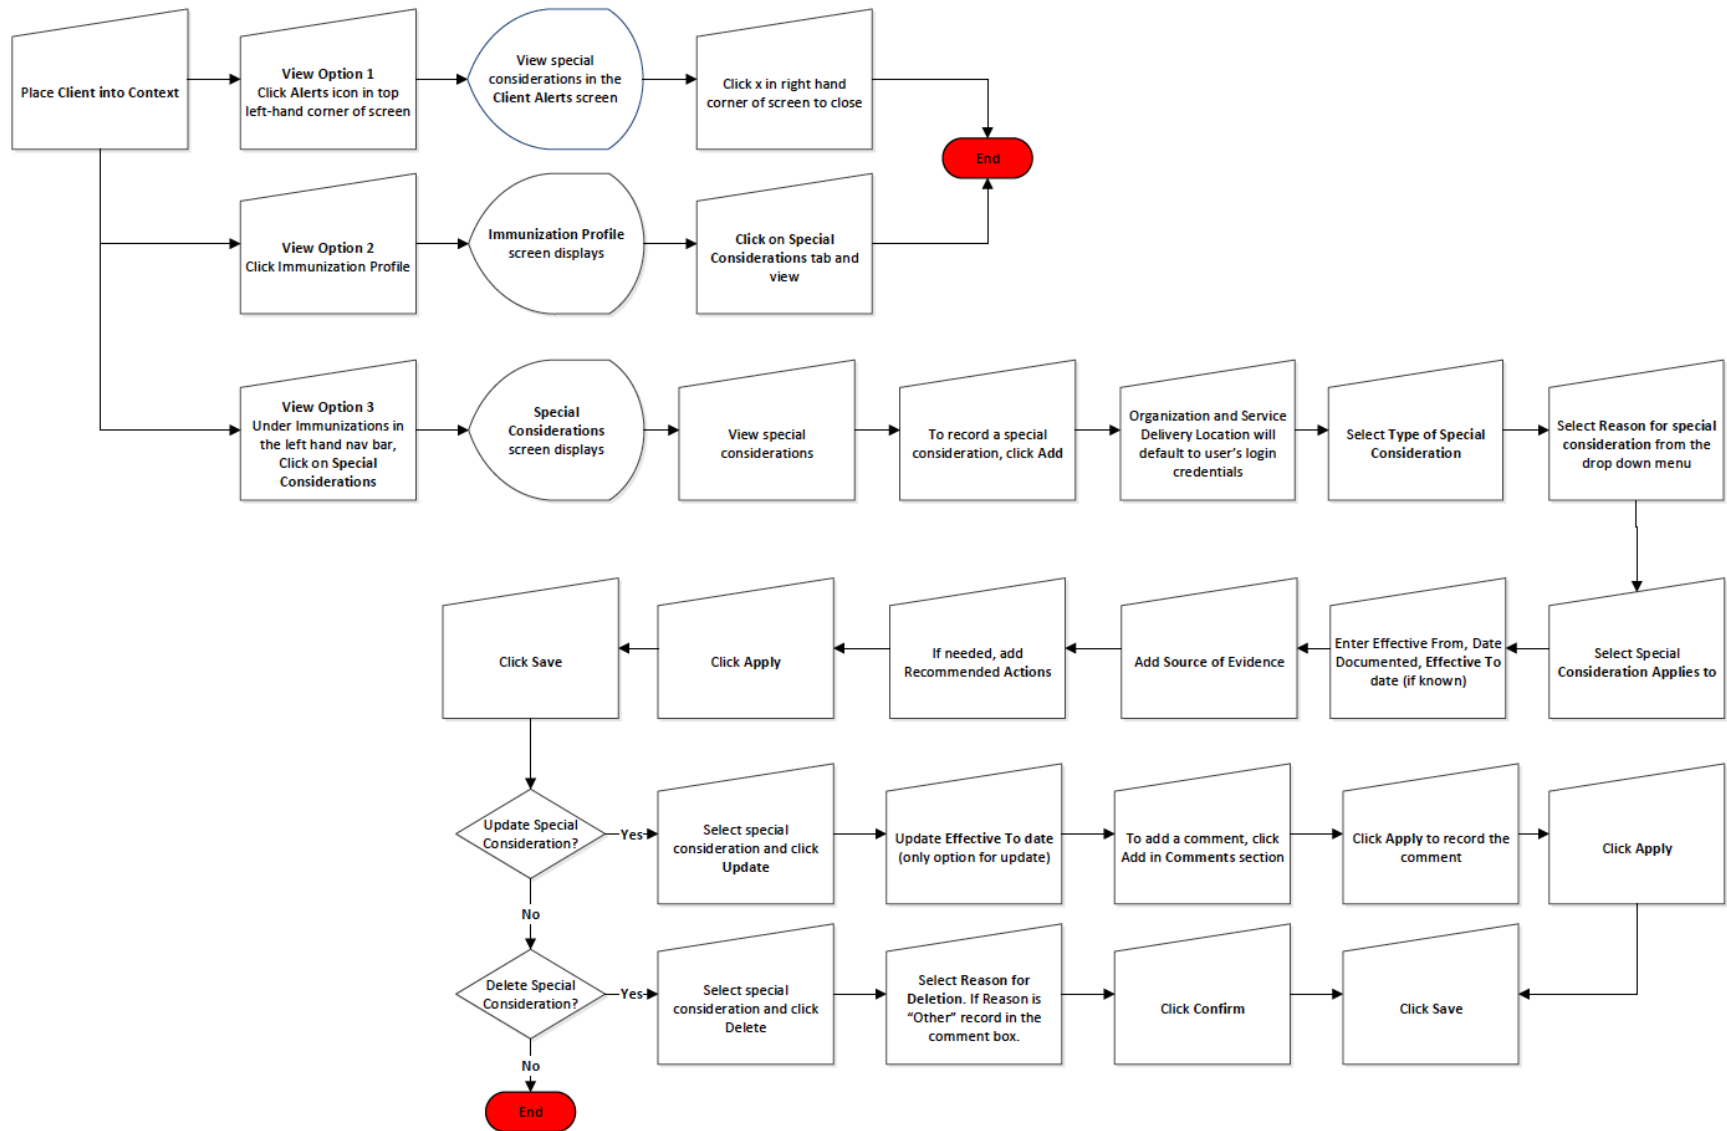 Place Client into Context
View Option 1
Click Alerts icon in top
left-hand corner of screen
View special
considerations in the
Client Alerts screen
Click x in right hand
corner of screen to close
End
View Option 2
Click Immunization Profile
Immunization Profile
screen displays
Click on Special
Considerations tab and
view
View Option 3
Under Immunizations in
the left hand nav bar,
Click on Special
Considerations
Special
Considerations
screen displays
View special
considerations
To record a special
consideration, click Add
Organization and Service
Delivery Location will
default to user's login
credentials
Select Type of Special
Consideration
Select Reason for special
consideration from the
drop down menu
Select Special
Consideration Applies to
Enter Effective From, Date
Documented, Effective To
date (if known)
Add Source of Evidence
If needed, add
Recommended Actions
Click Apply
Click Save
Update Special
Consideration?
Yes
Select special
consideration and click
Update
Update Effective To date
(only option for update)
To add a comment, click
Add in Comments section
Click Apply to record the
comment
Click Apply
No
Delete Special
Consideration?
Yes
Select special
consideration and click
Delete
Select Reason for
Deletion. If Reason is
“Other” record in the
comment box.
Click Confirm
Click Save
No
End